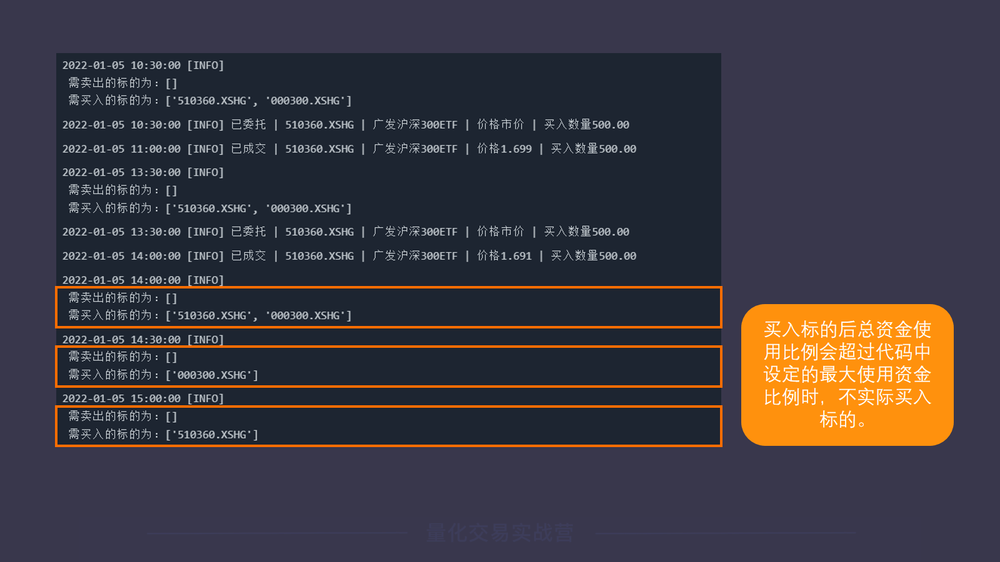 2022-01-05 10:30:00 [INFO]
需卖出的标的为：[]
需买入的标的为：['510360.XSHG', '000300.XSHG']
2022-01-05 10:30:00 [INFO] 已委托 | 510360.XSHG | 广发沪深300ETF | 价格市价 | 买入数量500.00
2022-01-05 11:00:00 [INFO] 已成交 | 510360.XSHG | 广发沪深300ETF | 价格1.699 | 买入数量500.00
2022-01-05 13:30:00 [INFO]
需卖出的标的为：[]
需买入的标的为：['510360.XSHG', '000300.XSHG']
2022-01-05 13:30:00 [INFO] 已委托 | 510360.XSHG | 广发沪深300ETF | 价格市价 | 买入数量500.00
2022-01-05 14:00:00 [INFO] 已成交 | 510360.XSHG | 广发沪深300ETF | 价格1.691 | 买入数量500.00
2022-01-05 14:00:00 [INFO]
需卖出的标的为：[]
需买入的标的为：['510360.XSHG', '000300.XSHG']
2022-01-05 14:30:00 [INFO]
需卖出的标的为：[]
需买入的标的为：['000300.XSHG']
2022-01-05 15:00:00 [INFO]
需卖出的标的为：[]
需买入的标的为：['510360.XSHG']
买入标的后总资金使
用比例会超过代码中
设定的最大使用资金
比例时，不实际买入
标的。
量化交易实战营